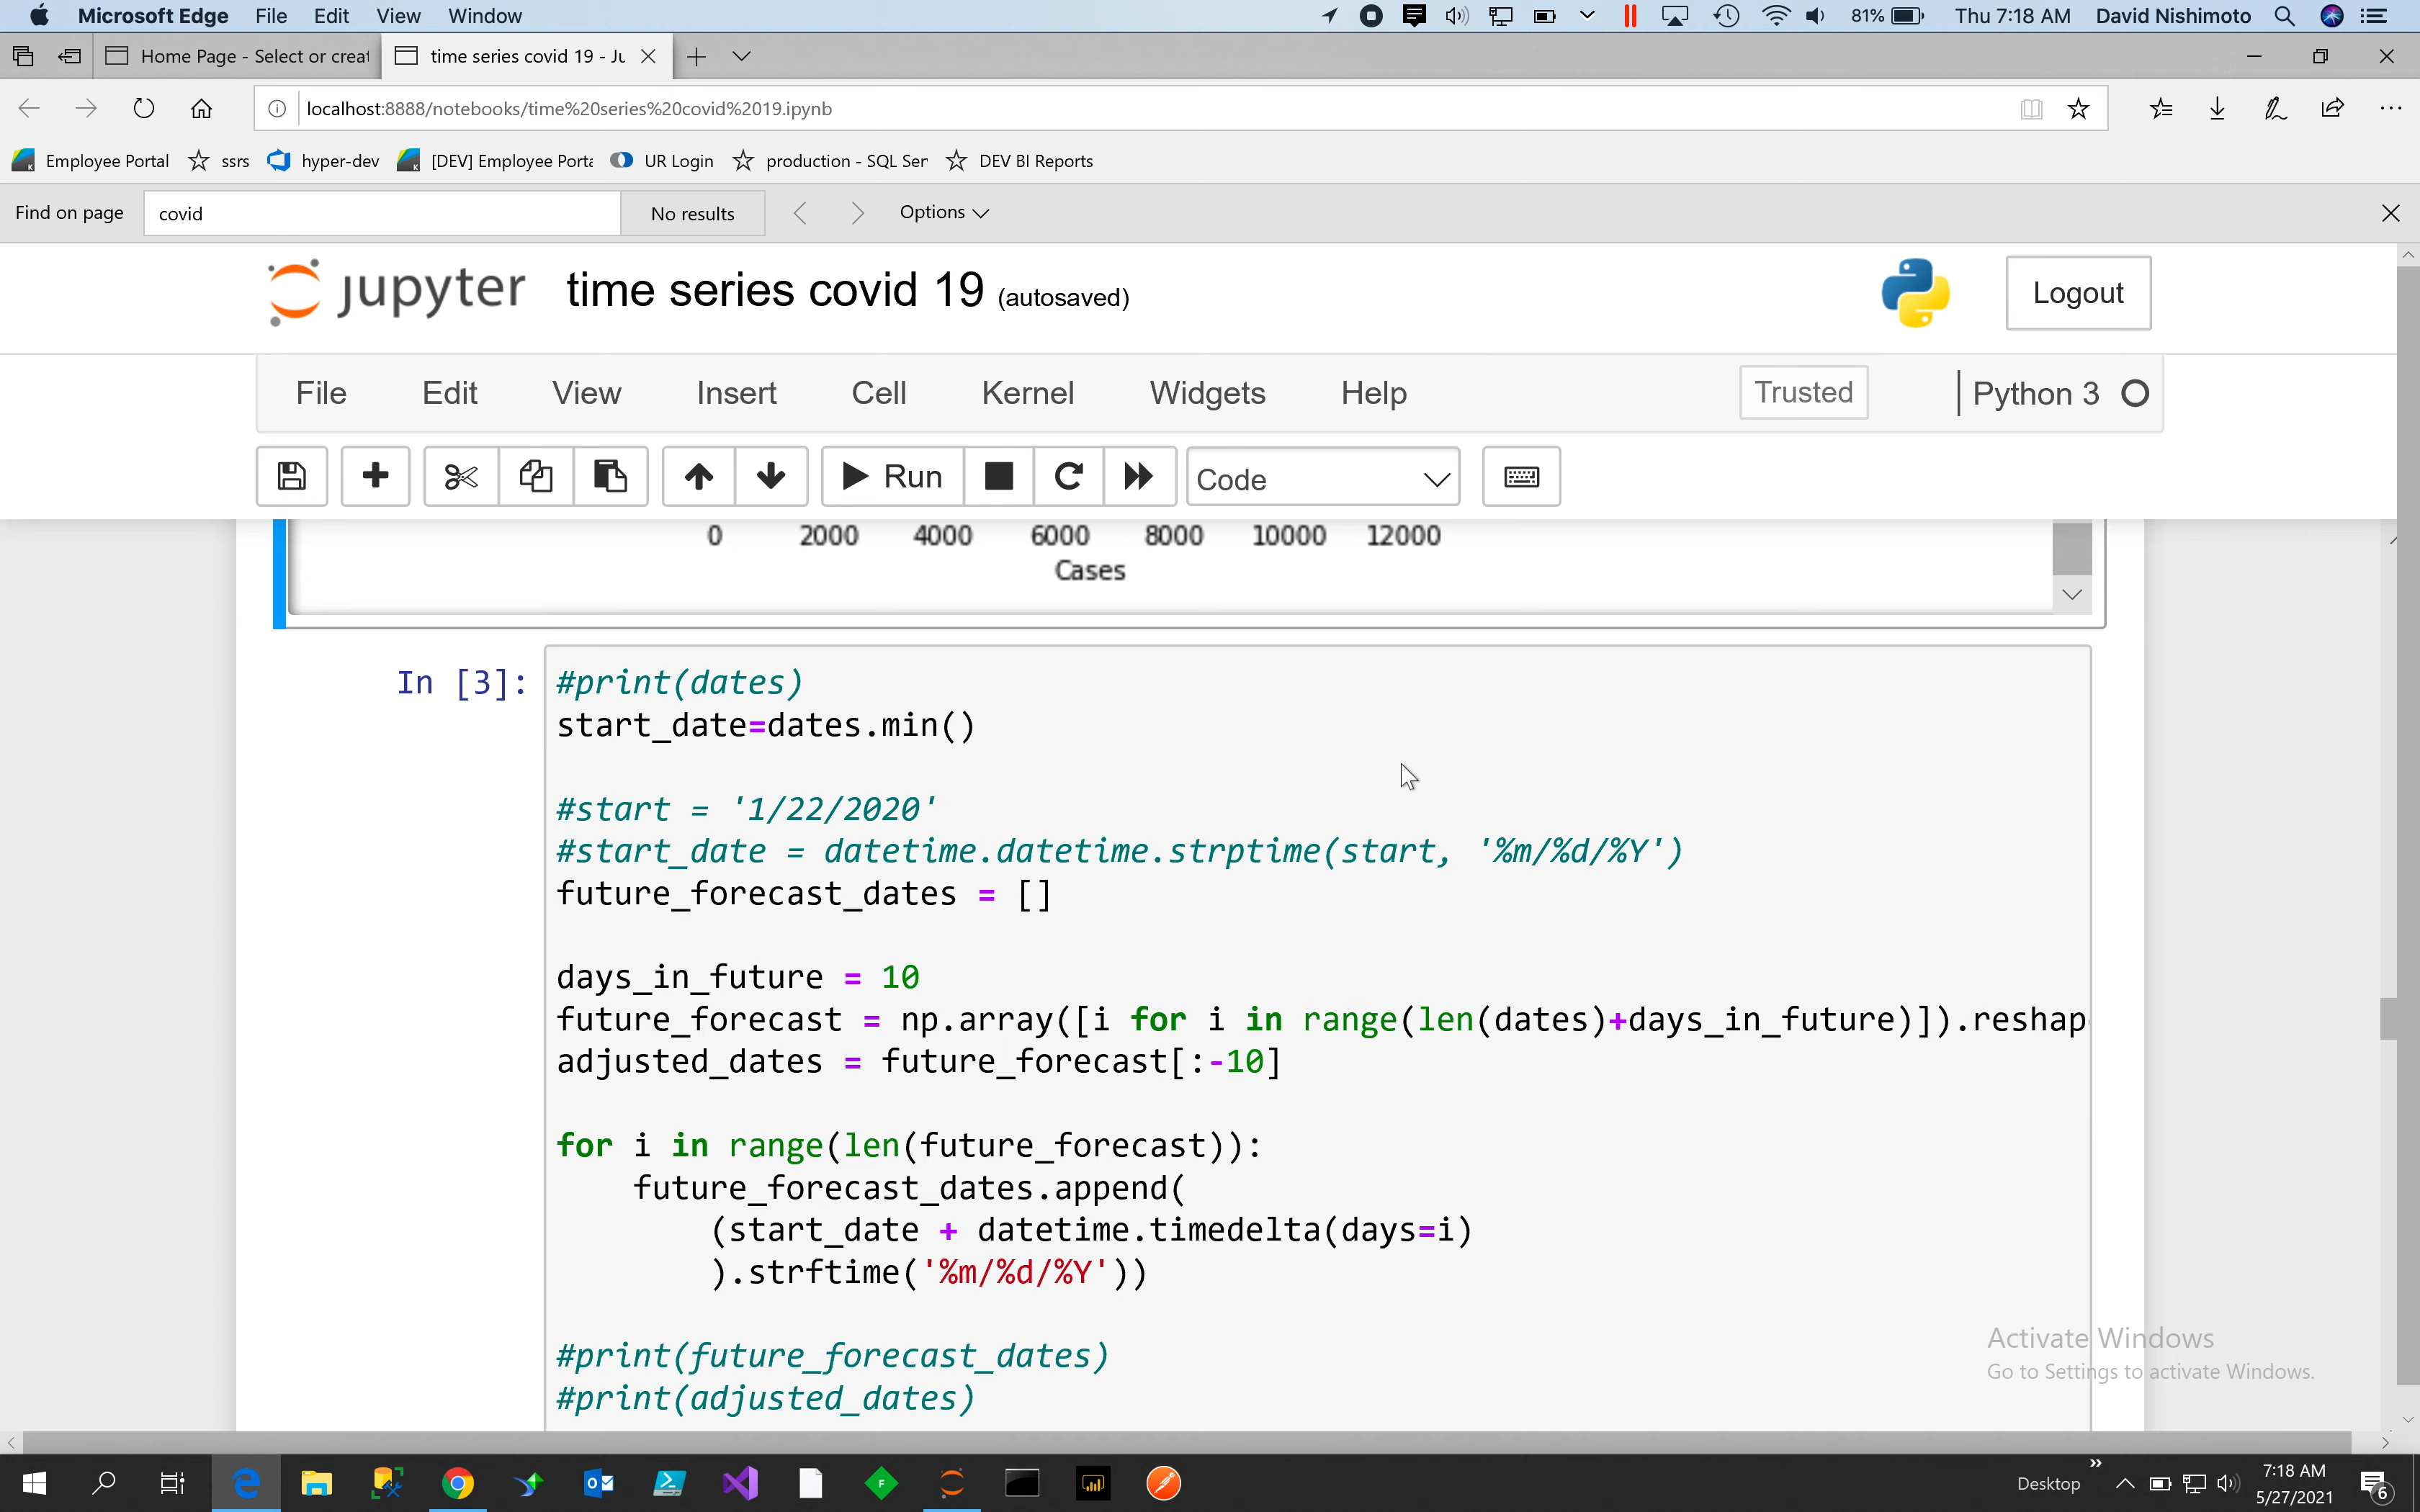 Microsoft Edge File Edit View Window 81% Thu 7:18 AM David Nishimoto
Home Page - Select or creat time series covid 19 - Ju
localhost:8888/notebooks/time%20series%20covid%2019.ipynb
Employee Portal ssrs hyper-dev [DEV] Employee Porta UR Login production - SQL Ser DEV BI Reports
Find on page covid No results Options
jupyter time series covid 19 (autosaved) Logout
File Edit View Insert Cell Kernel Widgets Help Trusted Python 3
Run Code
0 2000 4000 6000 8000 10000 12000
Cases
In [3]: #print(dates)
start_date=dates.min()
#start = '1/22/2020'
#start_date = datetime.datetime.strptime(start, '%m/%d/%Y')
future_forecast_dates = []
days_in_future = 10
future_forecast = np.array([i for i in range(len(dates)+days_in_future)]).reshap
adjusted_dates = future_forecast[:-10]
for i in range(len(future_forecast)):
future_forecast_dates.append(
(start_date + datetime.timedelta(days=i)
).strftime('%m/%d/%Y'))
#print(future_forecast_dates)
#print(adjusted_dates)
Activate Windows
Go to Settings to activate Windows.
Desktop 7:18 AM
5/27/2021 6